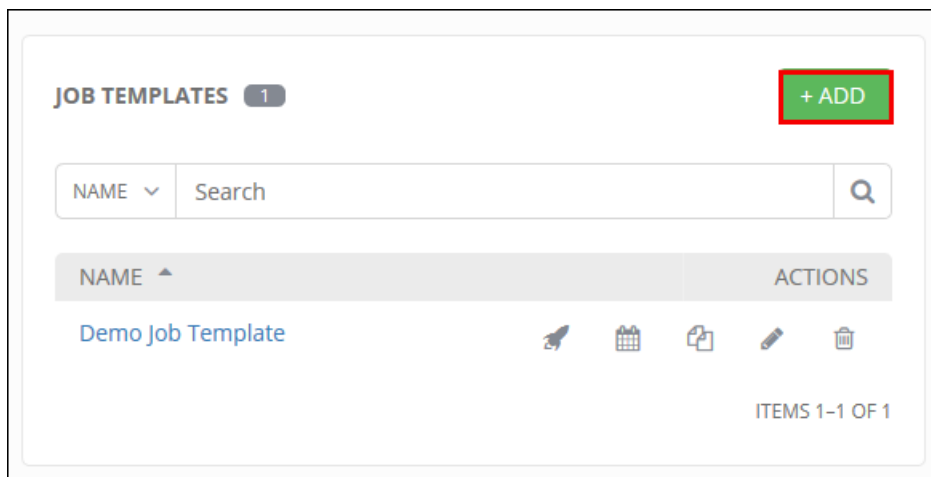 JOB TEMPLATES 1
+ ADD
NAME Search
NAME ACTIONS
Demo Job Template
ITEMS 1–1 OF 1